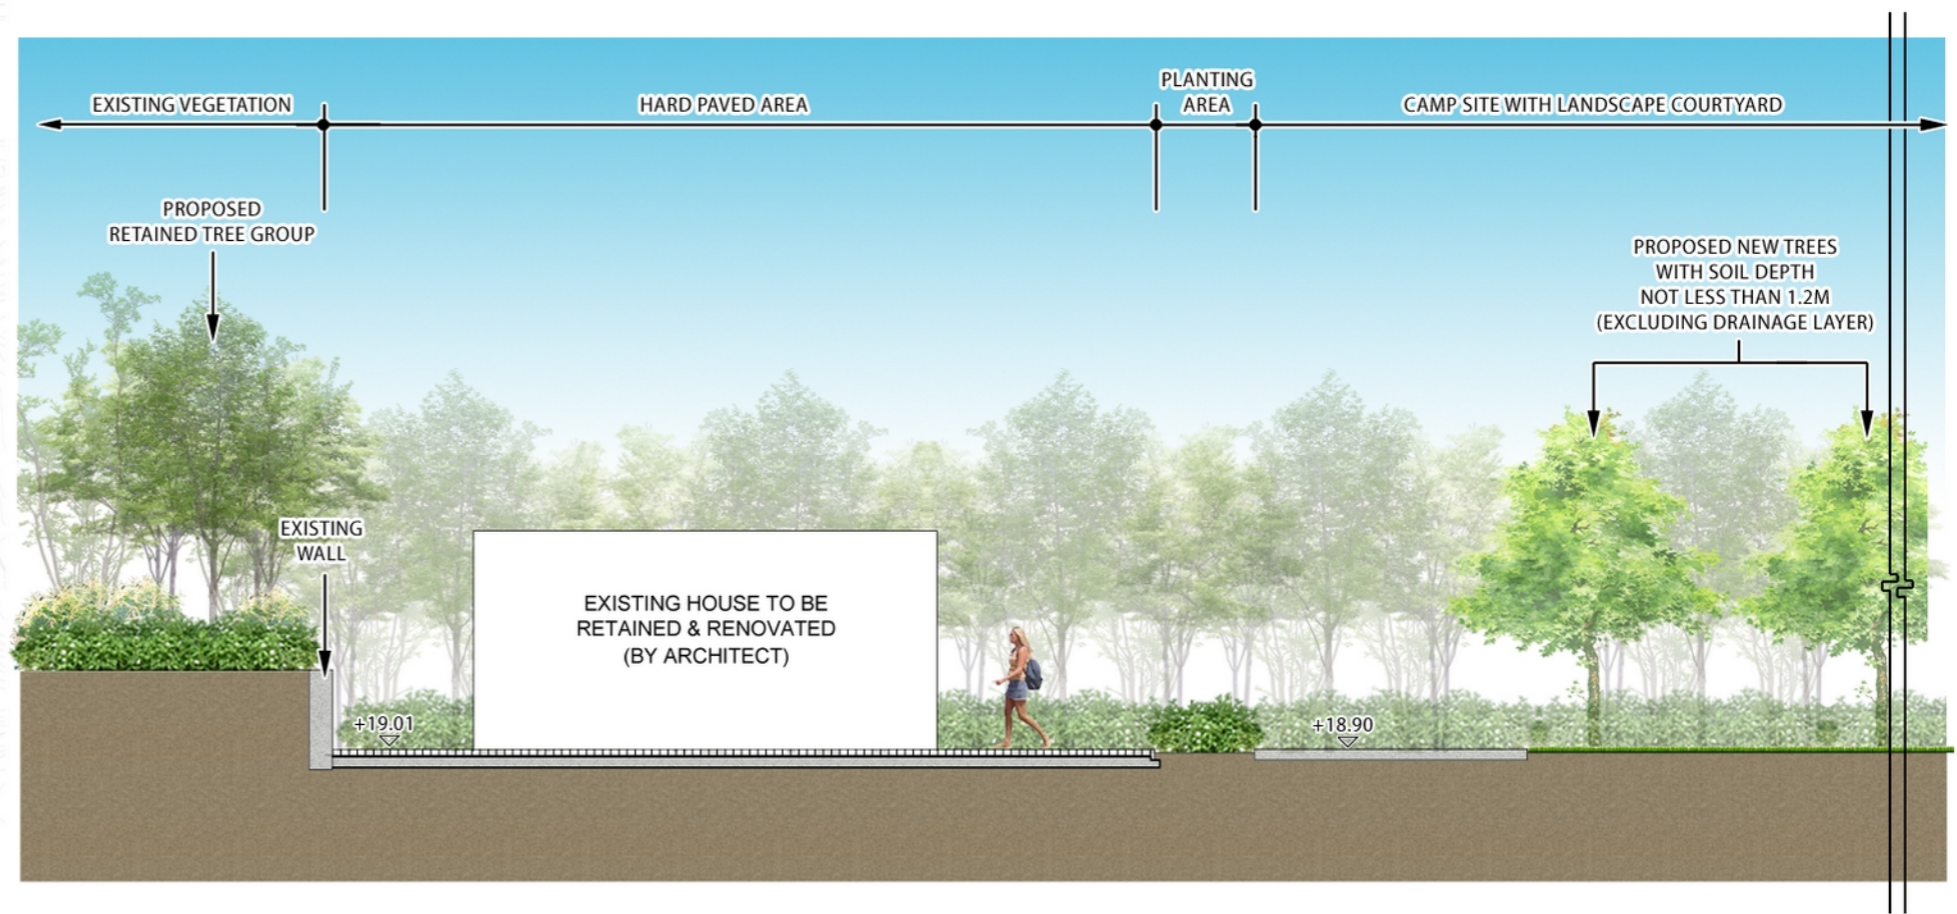 EXISTING VEGETATION
HARD PAVED AREA
PLANTING
AREA
CAMP SITE WITH LANDSCAPE COURTYARD
PROPOSED
RETAINED TREE GROUP
PROPOSED NEW TREES
WITH SOIL DEPTH
NOT LESS THAN 1.2M
(EXCLUDING DRAINAGE LAYER)
EXISTING
WALL
EXISTING HOUSE TO BE
RETAINED & RENOVATED
(BY ARCHITECT)
+19.01
+18.90